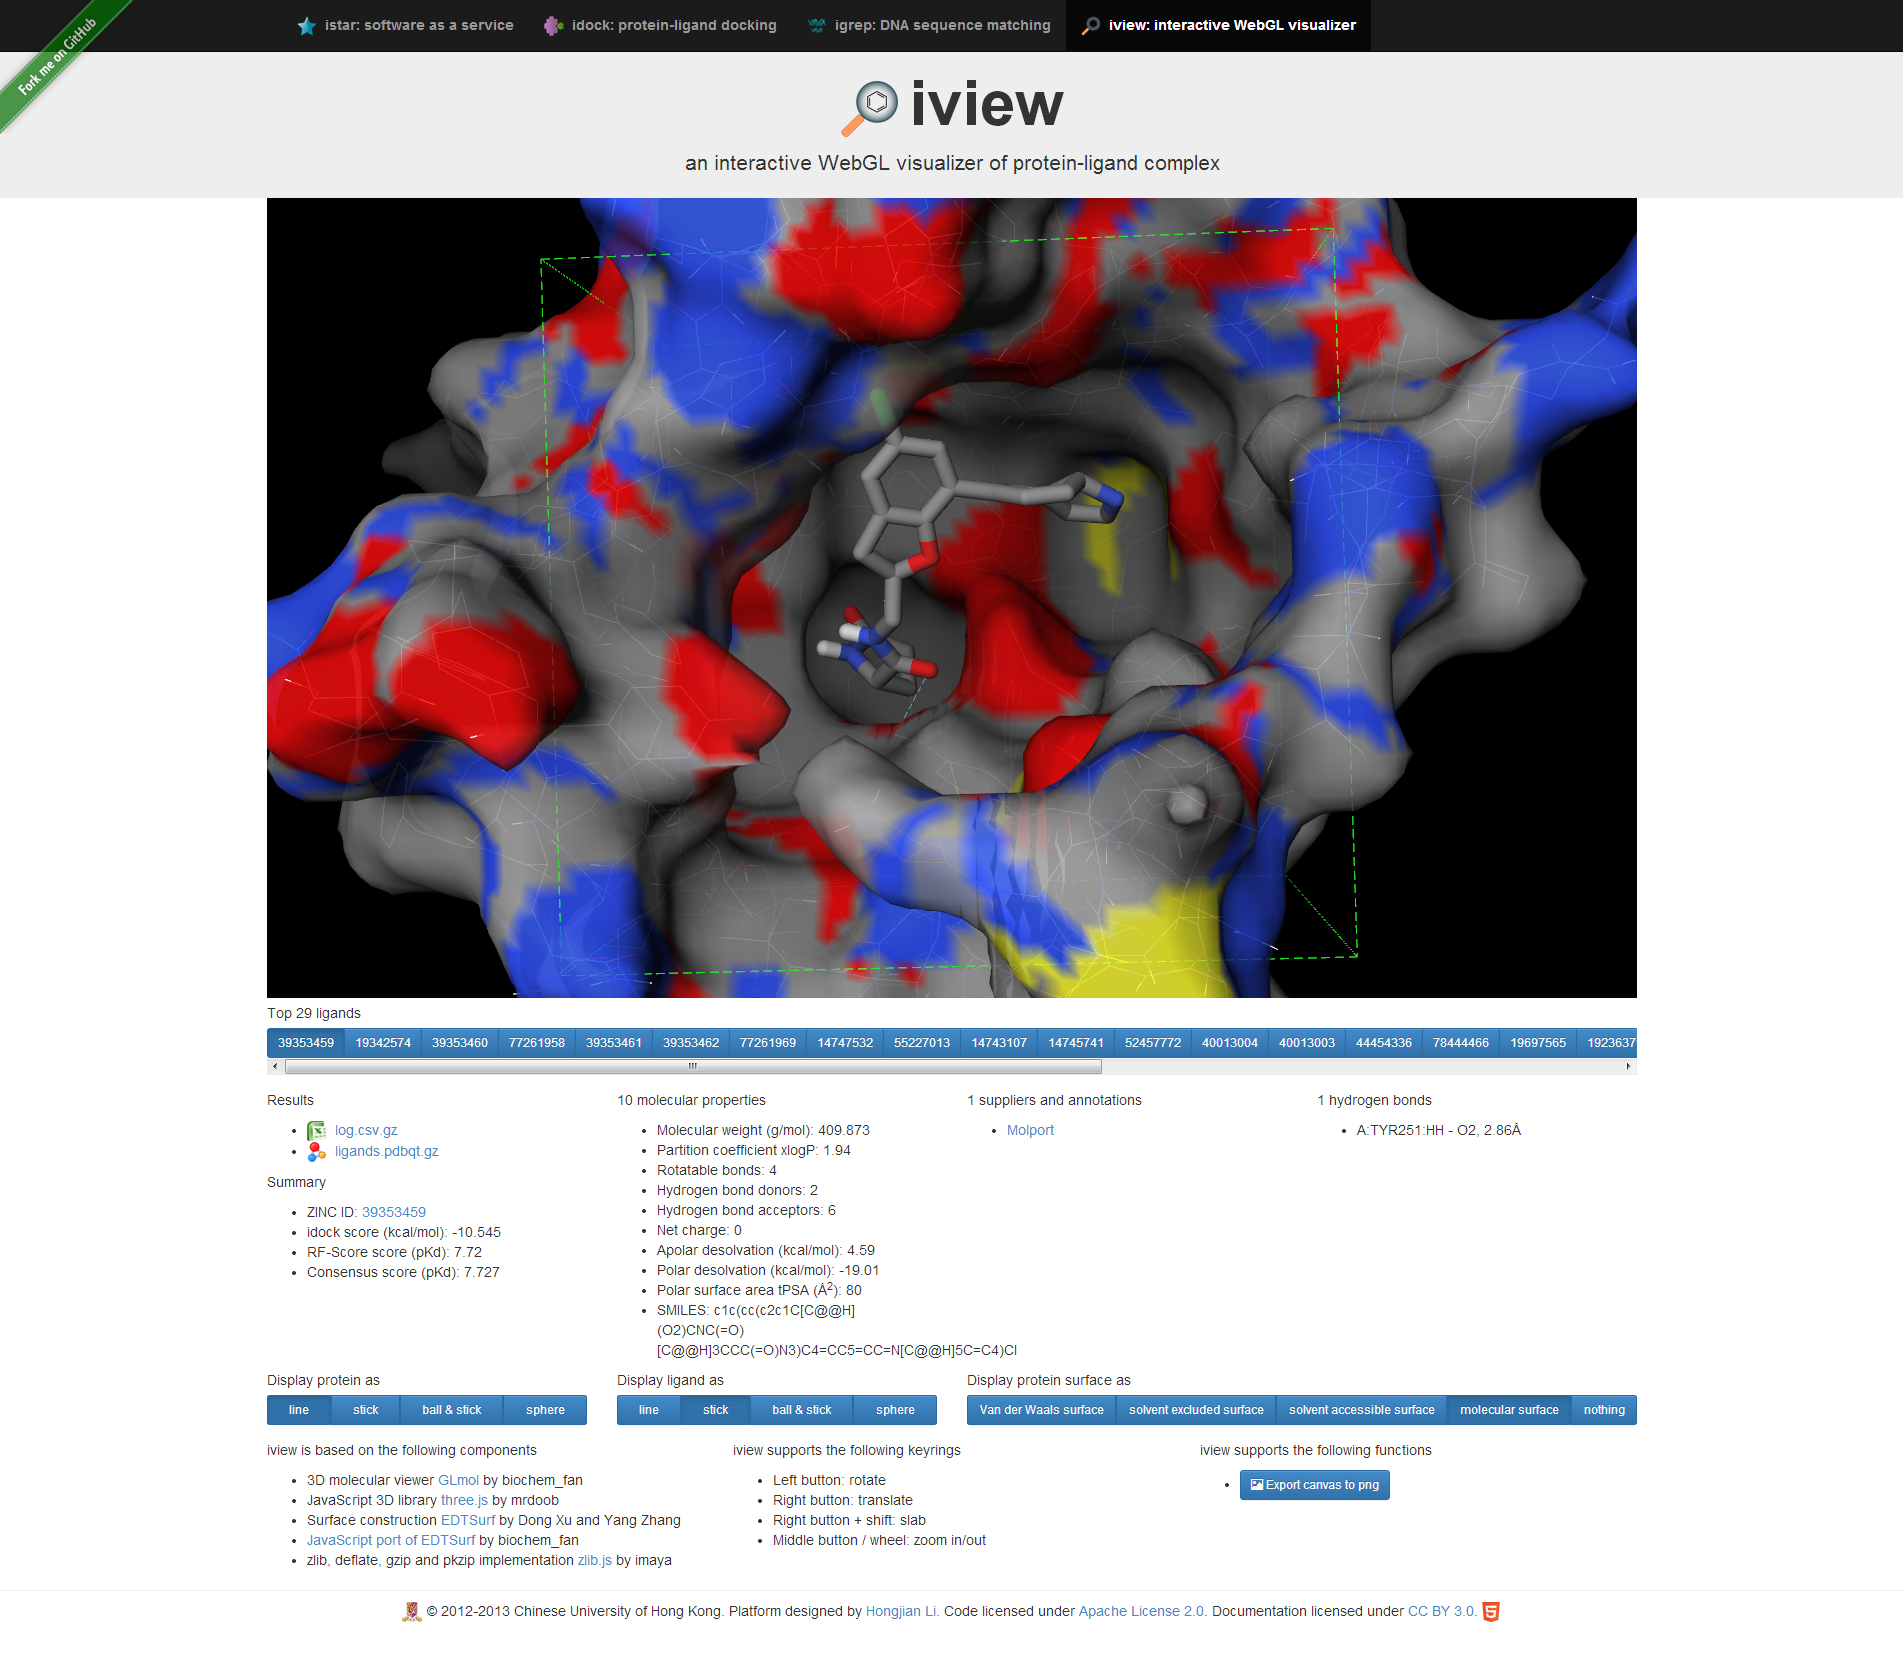 Fork me on GitHub
istar: software as a service
idock: protein-ligand docking
igrep: DNA sequence matching
iview: interactive WebGL visualizer
iview
an interactive WebGL visualizer of protein-ligand complex
Top 29 ligands
39353459 19342574 39353460 77261958 39353461 39353462 77261969 14747532 55227013 14743107 14745741 52457772 40013004 40013003 44454336 78444466 19697565 1923637
Results
log.csv.gz
ligands.pdbqt.gz
Summary
ZINC ID: 39353459
idock score (kcal/mol): -10.545
RF-Score score (pKd): 7.72
Consensus score (pKd): 7.727
10 molecular properties
Molecular weight (g/mol): 409.873
Partition coefficient xlogP: 1.94
Rotatable bonds: 4
Hydrogen bond donors: 2
Hydrogen bond acceptors: 6
Net charge: 0
Apolar desolvation (kcal/mol): 4.59
Polar desolvation (kcal/mol): -19.01
Polar surface area tPSA (Å2): 80
SMILES: c1c(cc(c2c1C[C@@H]
(O2)CNC(=O)
[C@@H]3CCC(=O)N3)C4=CC5=CC=N[C@@H]5C=C4)Cl
1 suppliers and annotations
Molport
1 hydrogen bonds
A:TYR251:HH - O2, 2.86Å
Display protein as
line stick ball & stick sphere
Display ligand as
line stick ball & stick sphere
Display protein surface as
Van der Waals surface solvent excluded surface solvent accessible surface molecular surface nothing
iview is based on the following components
3D molecular viewer GLmol by biochem_fan
JavaScript 3D library three.js by mrdoob
Surface construction EDTSurf by Dong Xu and Yang Zhang
JavaScript port of EDTSurf by biochem_fan
zlib, deflate, gzip and pkzip implementation zlib.js by imaya
iview supports the following keyrings
Left button: rotate
Right button: translate
Right button + shift: slab
Middle button / wheel: zoom in/out
iview supports the following functions
Export canvas to png
© 2012-2013 Chinese University of Hong Kong. Platform designed by Hongjian Li. Code licensed under Apache License 2.0. Documentation licensed under CC BY 3.0.